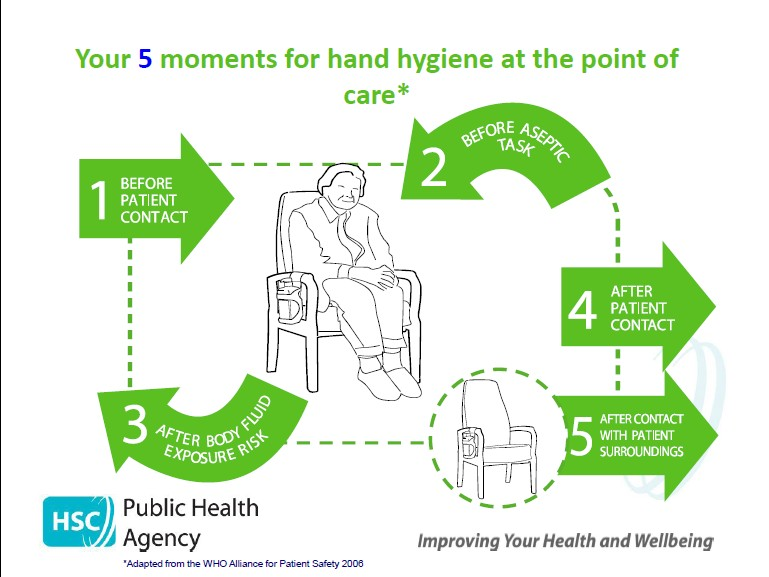 Your 5 moments for hand hygiene at the point of
care*
1 BEFORE
PATIENT
CONTACT
2 BEFORE ASEPTIC
TASK
3 AFTER BODY FLUID
EXPOSURE RISK
4 AFTER
PATIENT
CONTACT
5 AFTER CONTACT
WITH PATIENT
SURROUNDINGS
HSC Public Health
Agency
Improving Your Health and Wellbeing
*Adapted from the WHO Alliance for Patient Safety 2006